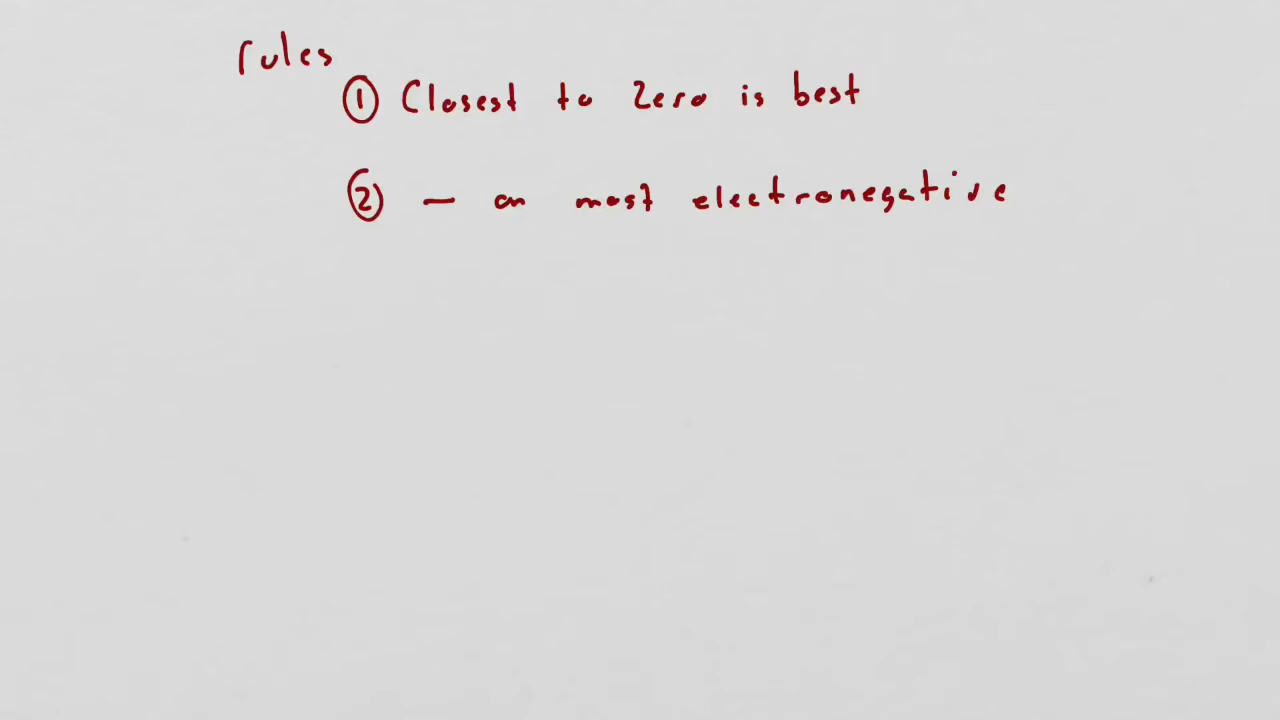 rules
① Closest to Zero is best
② — on most electronegative